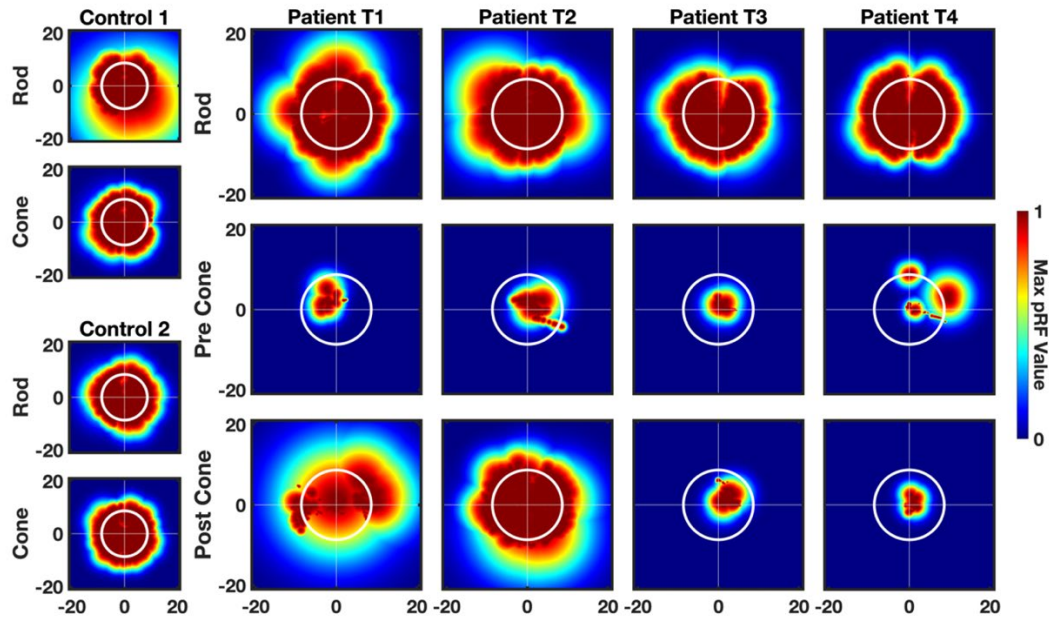 Control 1
Patient T1
Patient T2
Patient T3
Patient T4
20
0
-20
Rod
20
0
-20
Cone
Control 2
20
0
-20
Rod
20
0
-20
Cone
-20
0
20
20
0
-20
Rod
20
0
-20
Pre Cone
20
0
-20
Post Cone
-20
0
20
-20
0
20
-20
0
20
-20
0
20
1
0
Max pRF Value